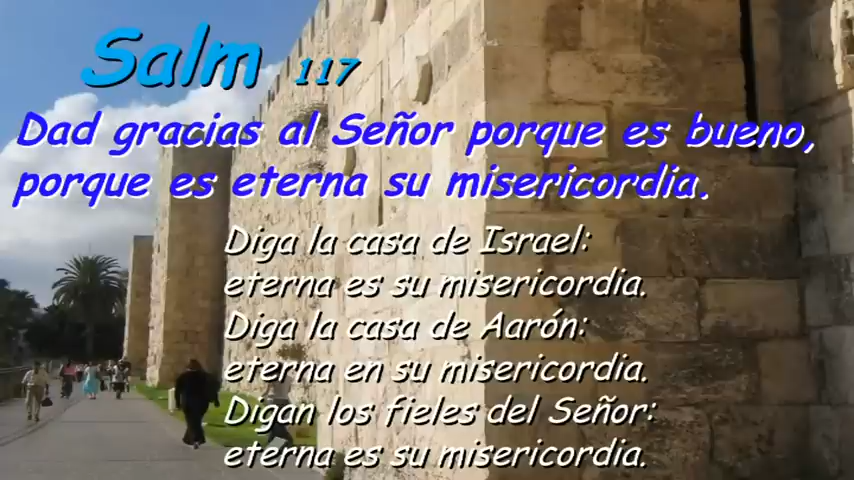 Salm 117
Dad gracias al Señor porque es bueno,
porque es eterna su misericordia.
Diga la casa de Israel:
eterna es su misericordia.
Diga la casa de Aarón:
eterna en su misericordia.
Digan los fieles del Señor:
eterna es su misericordia.